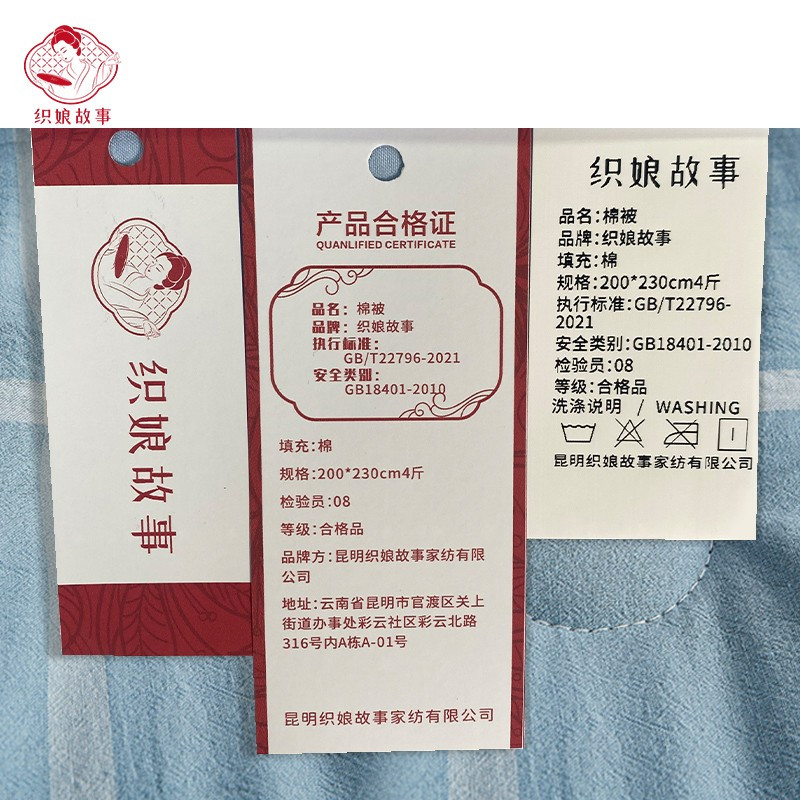 织娘故事
织娘故事
产品合格证
QUANLIFIED CERTIFICATE
品名：棉被
品牌：织娘故事
执行标准：
GB/T22796-2021
安全类别：
GB18401-2010
填充：棉
规格：200*230cm4斤
检验员：08
等级：合格品
品牌方：昆明织娘故事家纺有限
公司
地址：云南省昆明市官渡区关上
街道办事处彩云社区彩云北路
316号内A栋A-01号
昆明织娘故事家纺有限公司
织娘故事
品名：棉被
品牌：织娘故事
填充：棉
规格：200*230cm4斤
执行标准：GB/T22796-
2021
安全类别：GB18401-2010
检验员：08
等级：合格品
洗涤说明 / WASHING
昆明织娘故事家纺有限公司